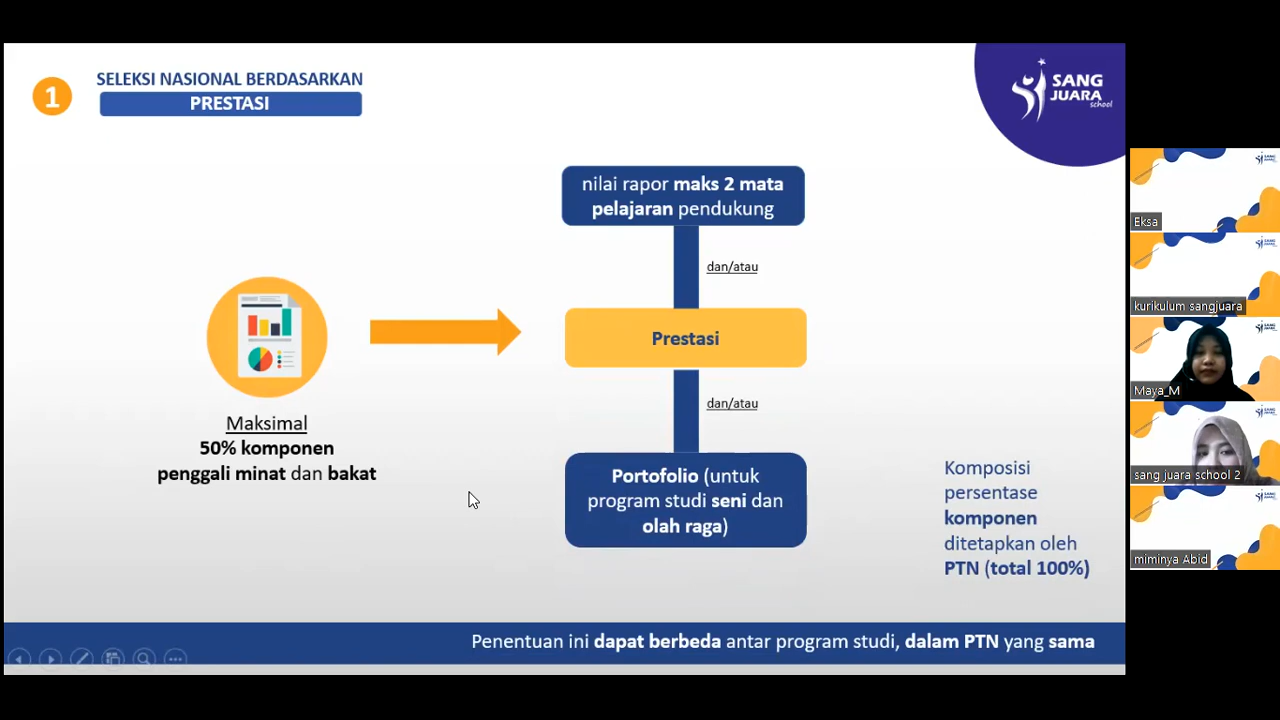 1
SELEKSI NASIONAL BERDASARKAN
PRESTASI
SANG
JUARA
school
nilai rapor maks 2 mata
pelajaran pendukung
dan/atau
Prestasi
dan/atau
Portofolio (untuk
program studi seni dan
olah raga)
Maksimal
50% komponen
penggali minat dan bakat
Komposisi
persentase
komponen
ditetapkan oleh
PTN (total 100%)
Penentuan ini dapat berbeda antar program studi, dalam PTN yang sama
Eksa
kurikulum sangjuara
Maya_M
sang juara school 2
miminya Abid